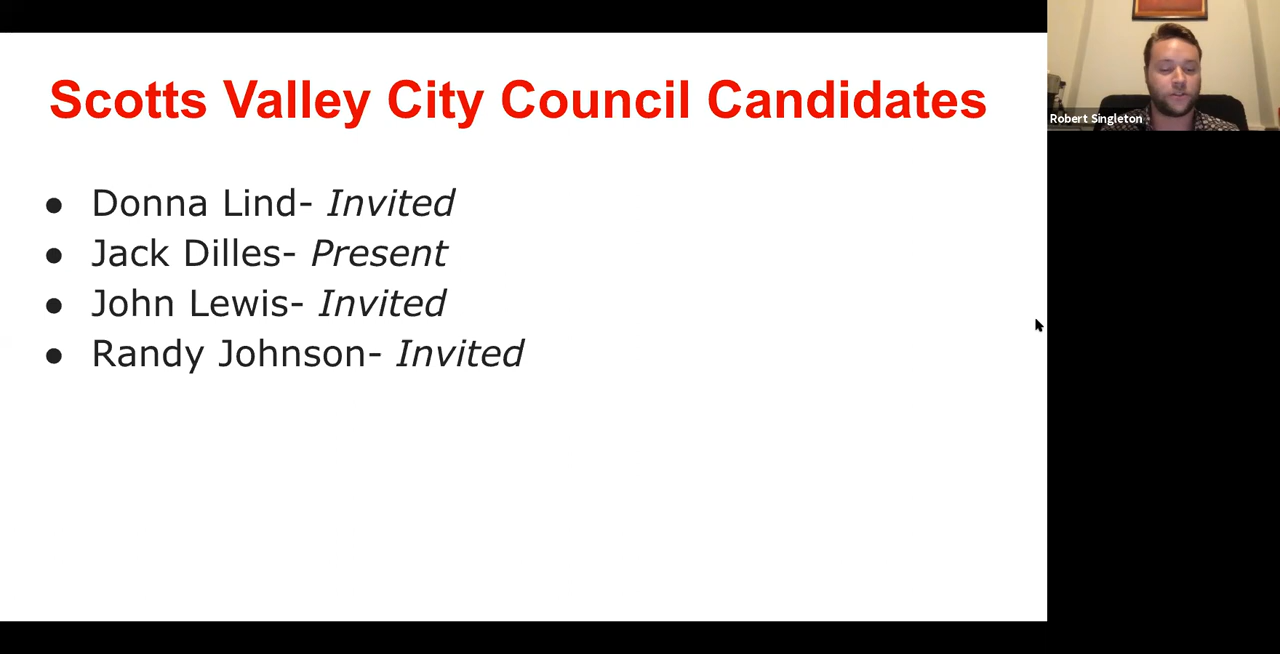 Scotts Valley City Council Candidates
● Donna Lind- Invited
● Jack Dilles- Present
● John Lewis- Invited
● Randy Johnson- Invited
Robert Singleton